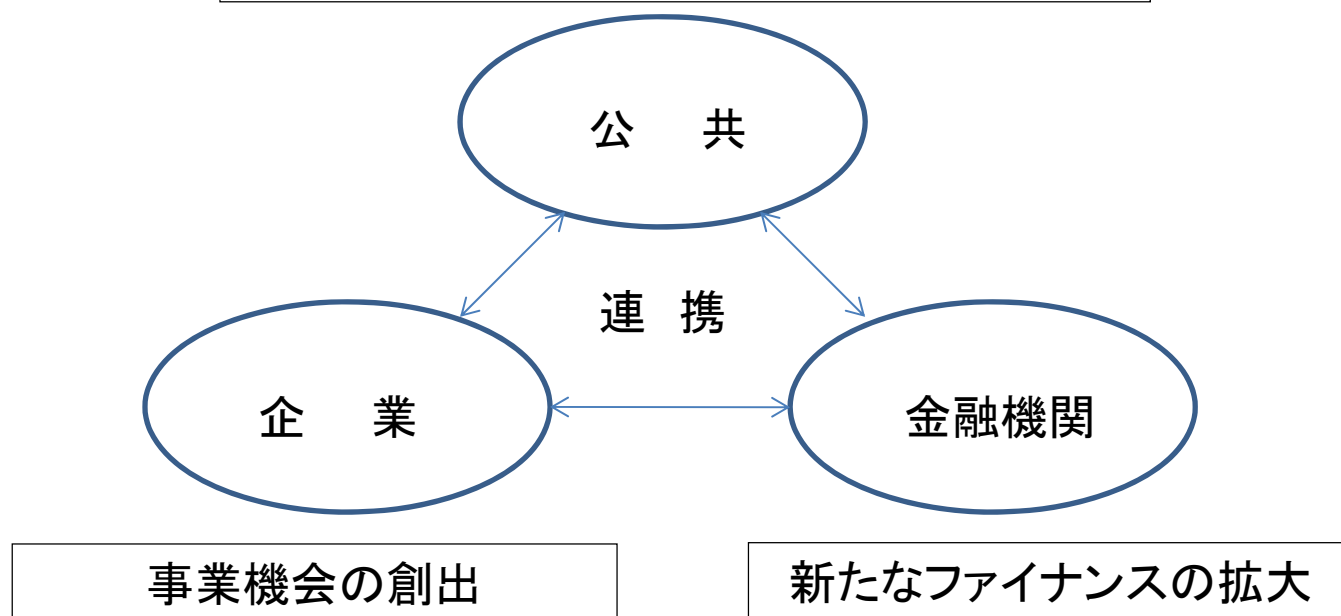 公 共
連 携
企 業
金融機関
事業機会の創出
新たなファイナンスの拡大